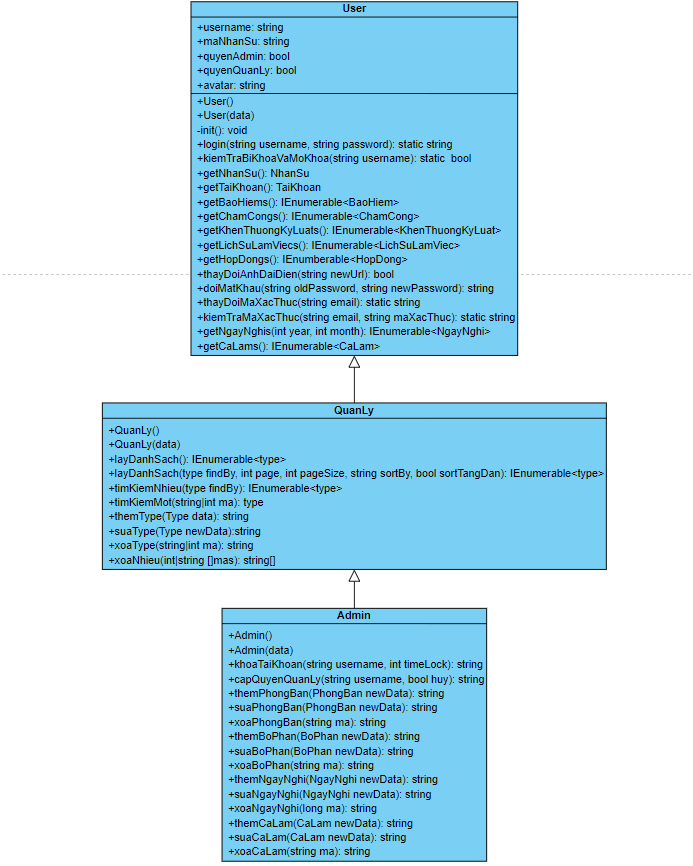 User
+username: string
+maNhanSu: string
+quyenAdmin: bool
+quyenQuanLy: bool
+avatar: string
+User()
+User(data)
-init(): void
+login(string username, string password): static string
+kiemTraBiKhoaVaMoKhoa(string username): static  bool
+getNhanSu(): NhanSu
+getTaiKhoan(): TaiKhoan
+getBaoHiems(): IEnumerable<BaoHiem>
+getChamCongs(): IEnumerable<ChamCong>
+getKhenThuongKyLuats(): IEnumerable<KhenThuongKyLuat>
+getLichSuLamViecs(): IEnumerable<LichSuLamViec>
+getHopDongs(): IEnumberable<HopDong>
+thayDoiAnhDaiDien(string newUrl): bool
+doiMatKhau(string oldPassword, string newPassword): string
+thayDoiMaXacThuc(string email): static string
+kiemTraMaXacThuc(string email, string maXacThuc): static string
+getNgayNghis(int year, int month): IEnumerable<NgayNghi>
+getCaLams(): IEnumerable<CaLam>
QuanLy
+QuanLy()
+QuanLy(data)
+layDanhSach(): IEnumerable<type>
+layDanhSach(type findBy, int page, int pageSize, string sortBy, bool sortTangDan): IEnumerable<type>
+timKiemNhieu(type findBy): IEnumerable<type>
+timKiemMot(string|int ma): type
+themType(Type data): string
+suaType(Type newData):string
+xoaType(string|int ma): string
+xoaNhieu(int|string []mas): string[]
Admin
+Admin()
+Admin(data)
+khoaTaiKhoan(string username, int timeLock): string
+capQuyenQuanLy(string username, bool huy): string
+themPhongBan(PhongBan newData): string
+suaPhongBan(PhongBan newData): string
+xoaPhongBan(string ma): string
+themBoPhan(BoPhan newData): string
+suaBoPhan(BoPhan newData): string
+xoaBoPhan(string ma): string
+themNgayNghi(NgayNghi newData): string
+suaNgayNghi(NgayNghi newData): string
+xoaNgayNghi(long ma): string
+themCaLam(CaLam newData): string
+suaCaLam(CaLam newData): string
+xoaCaLam(string ma): string